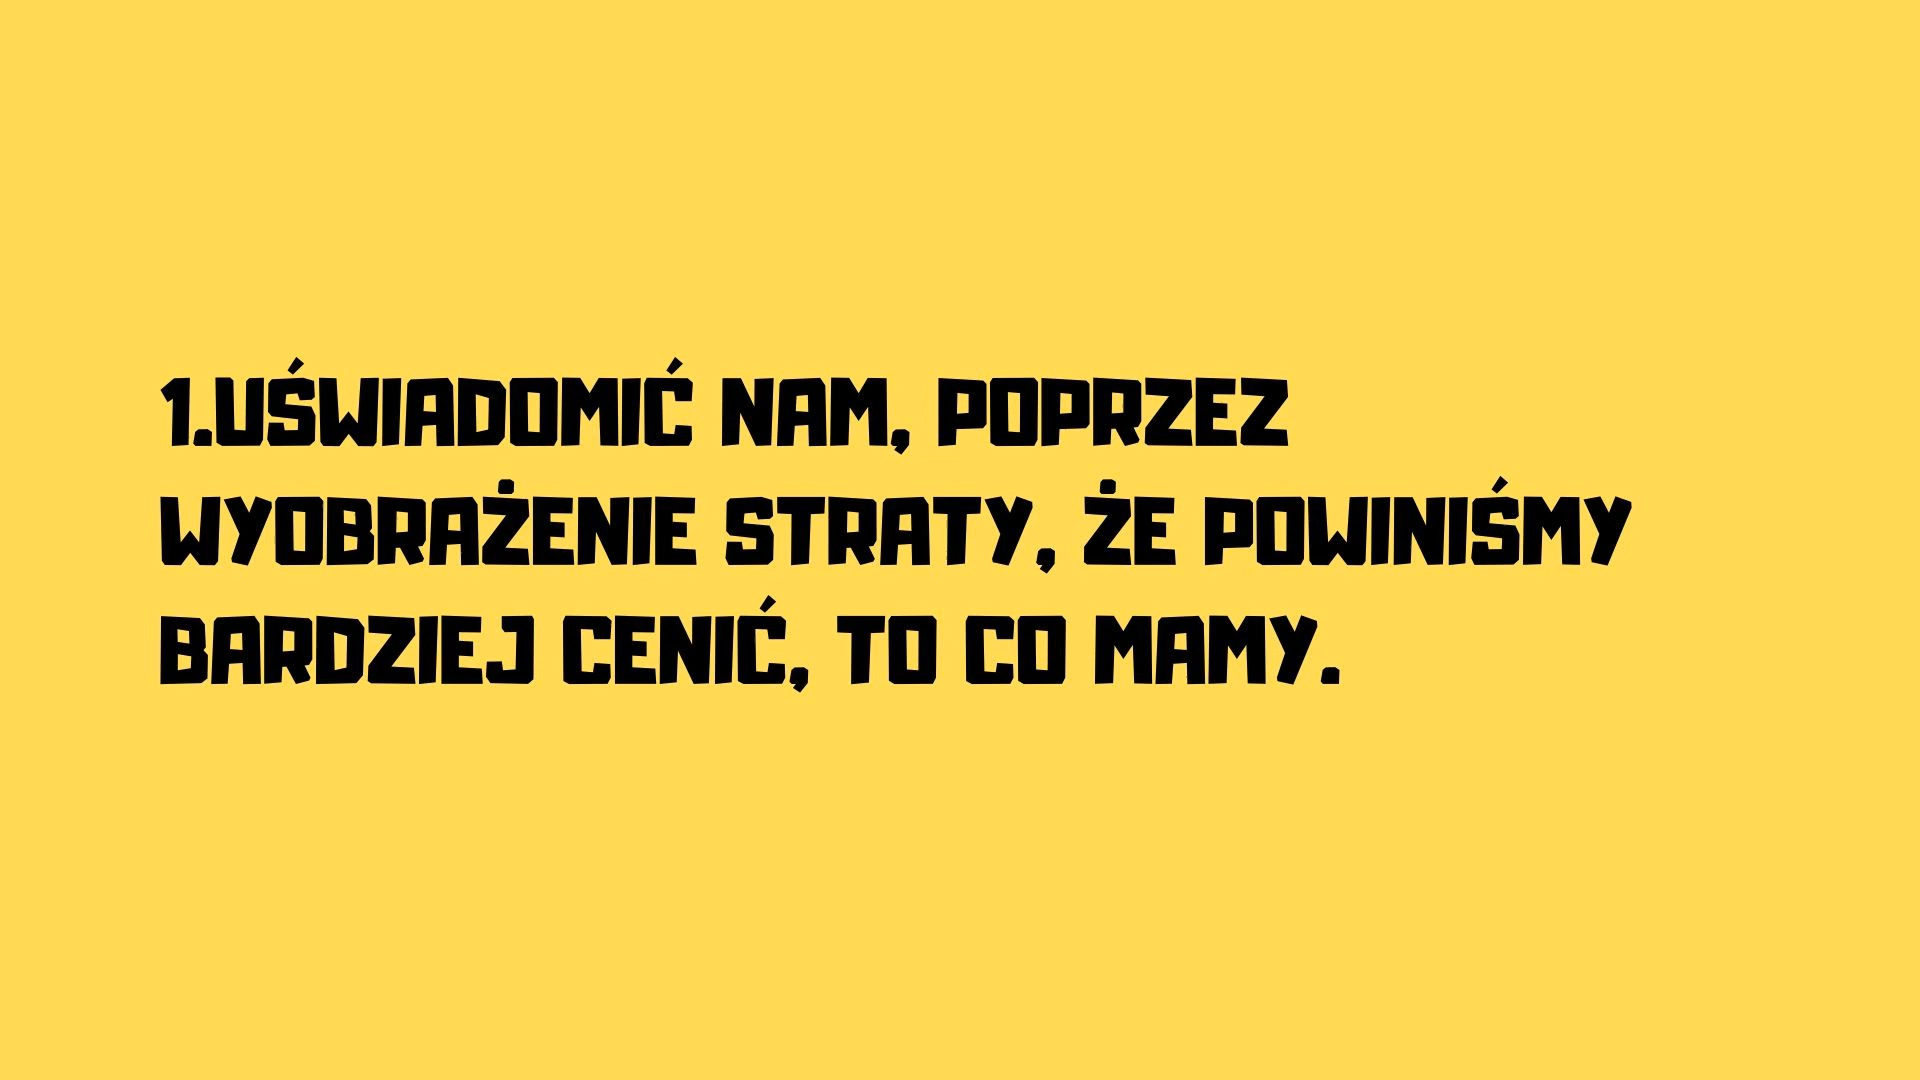 1.UŚWIADOMIĆ NAM, POPRZEZ
WYOBRAŻENIE STRATY, ŻE POWINIŚMY
BARDZIEJ CENIĆ, TO CO MAMY.